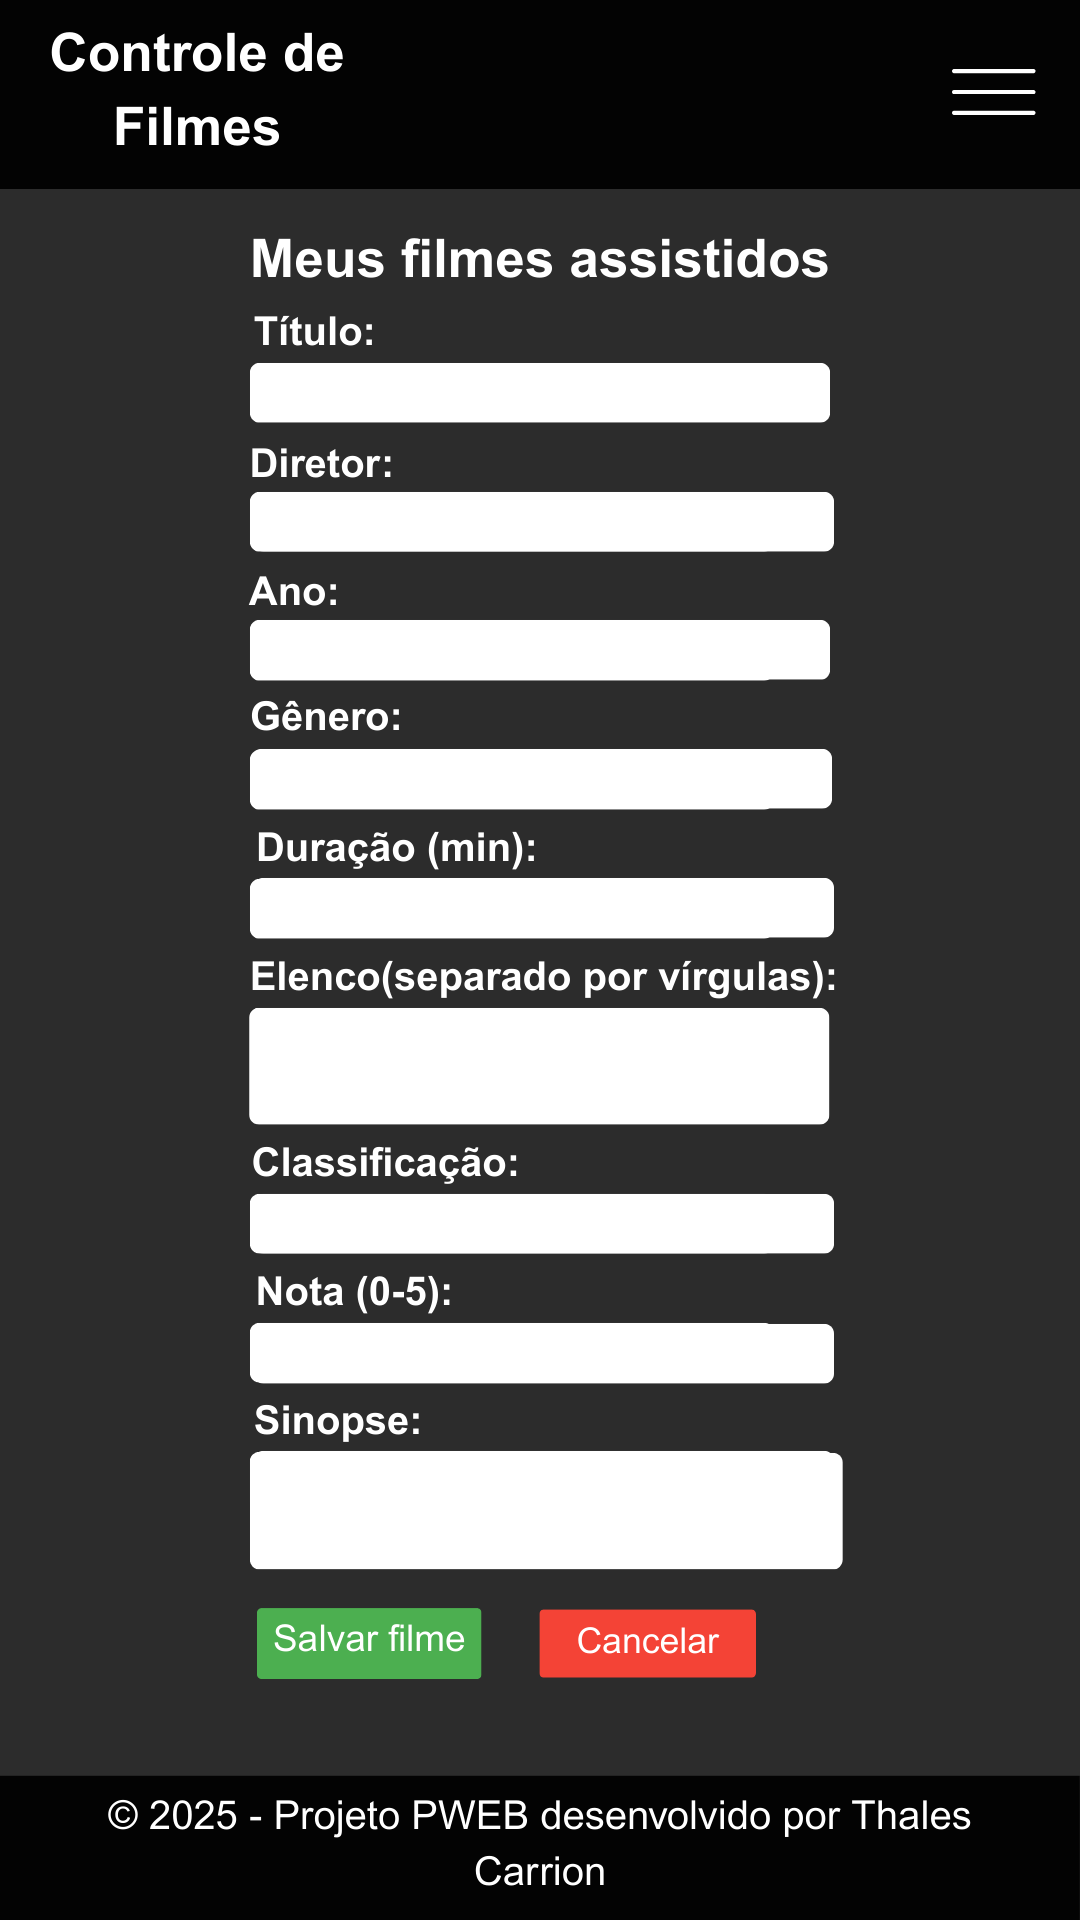 Controle de
Filmes
Meus filmes assistidos
Título:
Diretor:
Ano:
Gênero:
Duração (min):
Elenco(separado por vírgulas):
Classificação:
Nota (0-5):
Sinopse:
Salvar filme
Cancelar
© 2025 - Projeto PWEB desenvolvido por Thales
Carrion